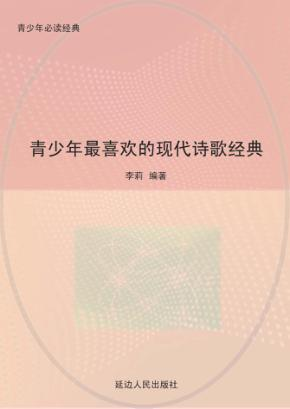 青少年必读经典
青少年最喜欢的现代诗歌经典
李莉 编著
延边人民出版社